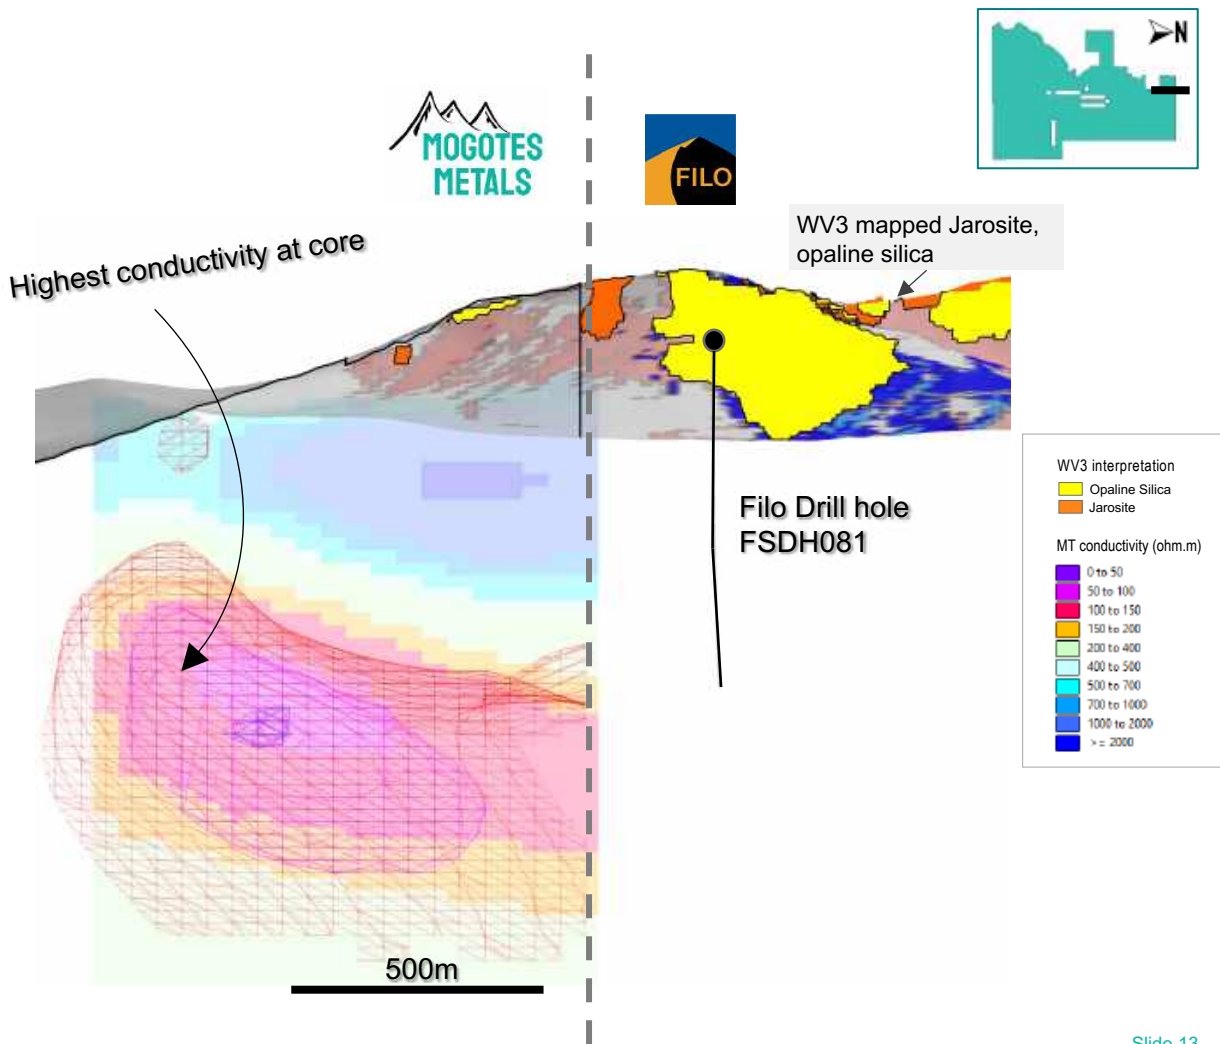 N
MOGOTES
METALS
FILO
WV3 mapped Jarosite,
opaline silica
Highest conductivity at core
Filo Drill hole
FSDH081
WV3 interpretation
Opaline Silica
Jarosite
MT conductivity (ohm.m)
0 to 50
50 to 100
100 to 150
150 to 200
200 to 400
400 to 500
500 to 700
700 to 1000
1000 to 2000
>= 2000
500m
Slide 13